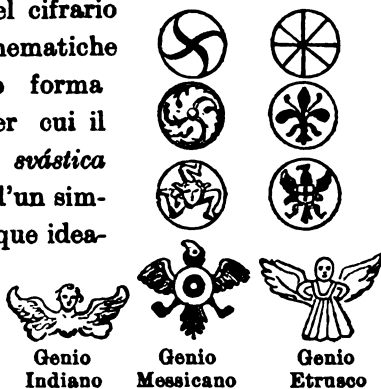 el cifrario
nematiche
o forma
er cui il
svástica
d'un sim-
que idea-
Genio Genio Genio
Indiano Messicano Etrusco